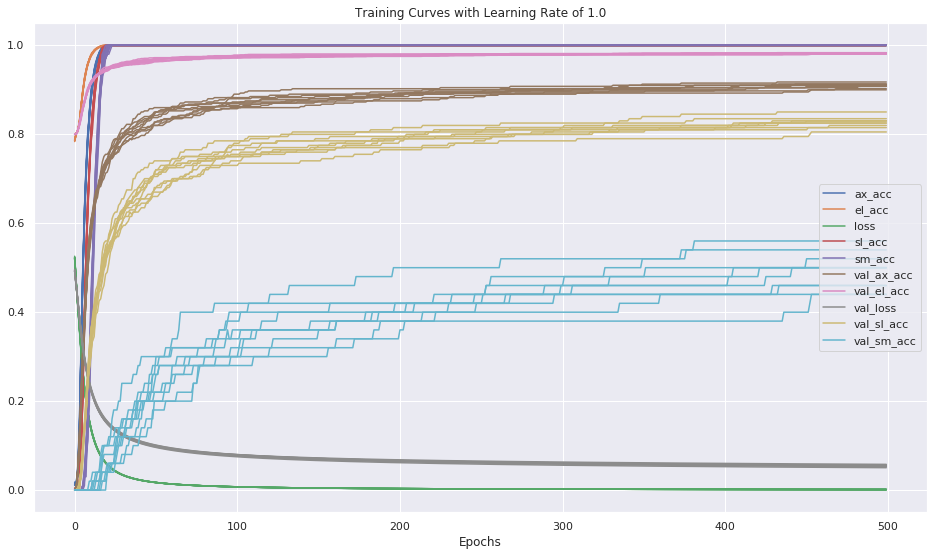 Training Curves with Learning Rate of 1.0
1.0
0.8
0.6
0.4
0.2
0.0
ax_acc
el_acc
loss
sl_acc
sm_acc
val_ax_acc
val_el_acc
val_loss
val_sl_acc
val_sm_acc
0
100
200
300
400
500
Epochs